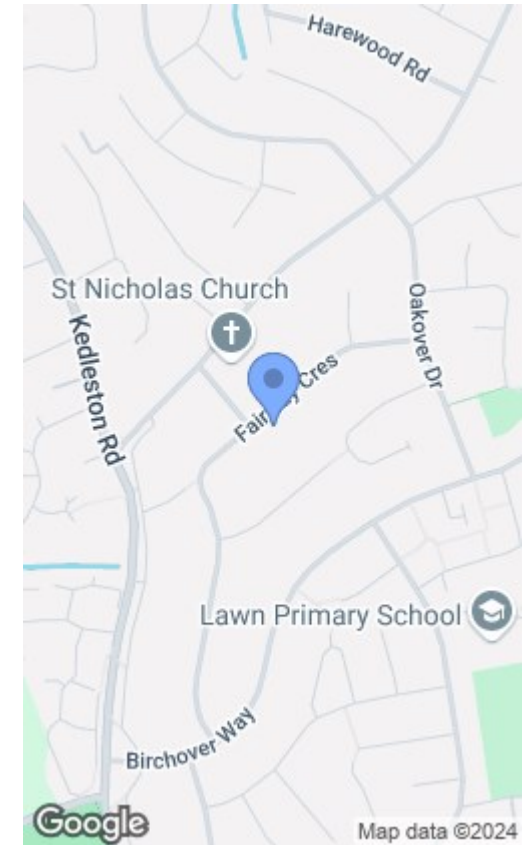 Harewood Rd
St Nicholas Church
Kedleston Rd
Oakover Dr
Cres
Lawn Primary School
Birchover Way
Google
Map data ©2024